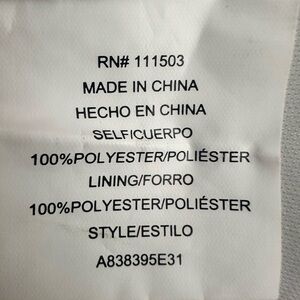 RN# 111503
MADE IN CHINA
HECHO EN CHINA
SELF/CUERPO
100%POLYESTER/POLIÉSTER
LINING/FORRO
100%POLYESTER/POLIÉSTER
STYLE/ESTILO
A838395E31